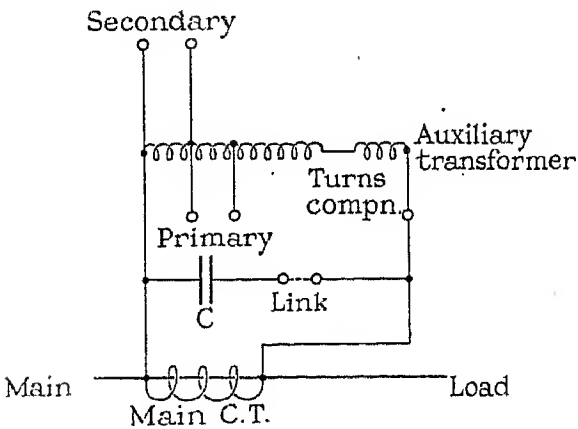 Secondary
Auxiliary
transformer
Turns
compn.
Primary
Link
C
Main
Load
Main C.T.